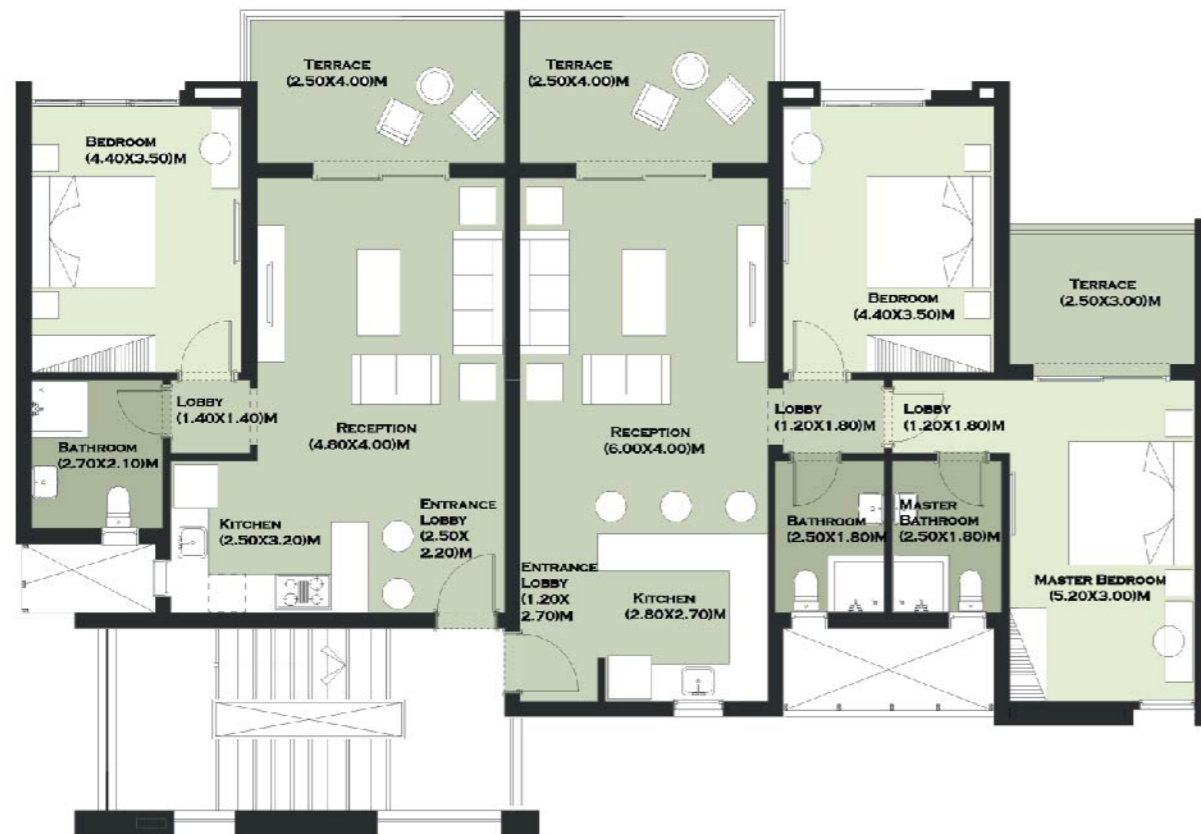 TERRACE
(2.50X4.00)M
TERRACE
(2.50X4.00)M
BEDROOM
(4.40X3.50)M
BEDROOM
(4.40X3.50)M
TERRACE
(2.50X3.00)M
LOBBY
(1.40X1.40)M
RECEPTION
(4.80X4.00)M
RECEPTION
(6.00X4.00)M
LOBBY
(1.20X1.80)M
LOBBY
(1.20X1.80)M
BATHROOM
(2.70X2.10)M
KITCHEN
(2.50X3.20)M
ENTRANCE
LOBBY
(2.50X
2.20)M
BATHROOM
(2.50X1.80)M
MASTER
BATHROOM
(2.50X1.80)M
ENTRANCE
LOBBY
(1.20X
2.70)M
KITCHEN
(2.80X2.70)M
MASTER BEDROOM
(5.20X3.00)M